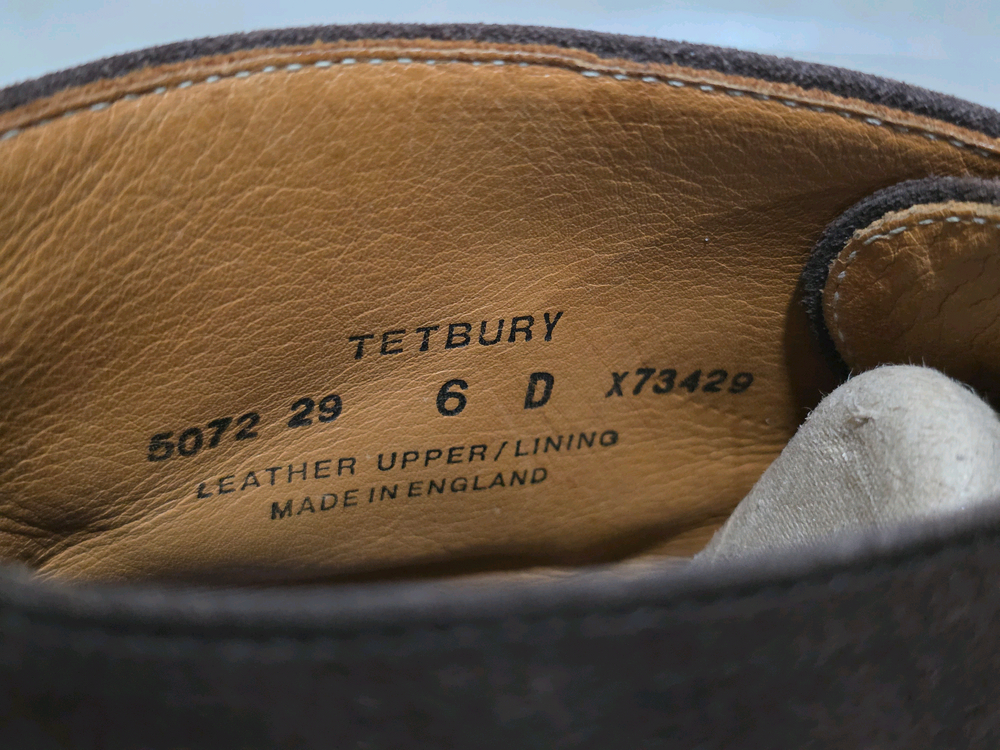 TETBURY
5072 29 6 D X73429
LEATHER UPPER/LINING
MADE IN ENGLAND